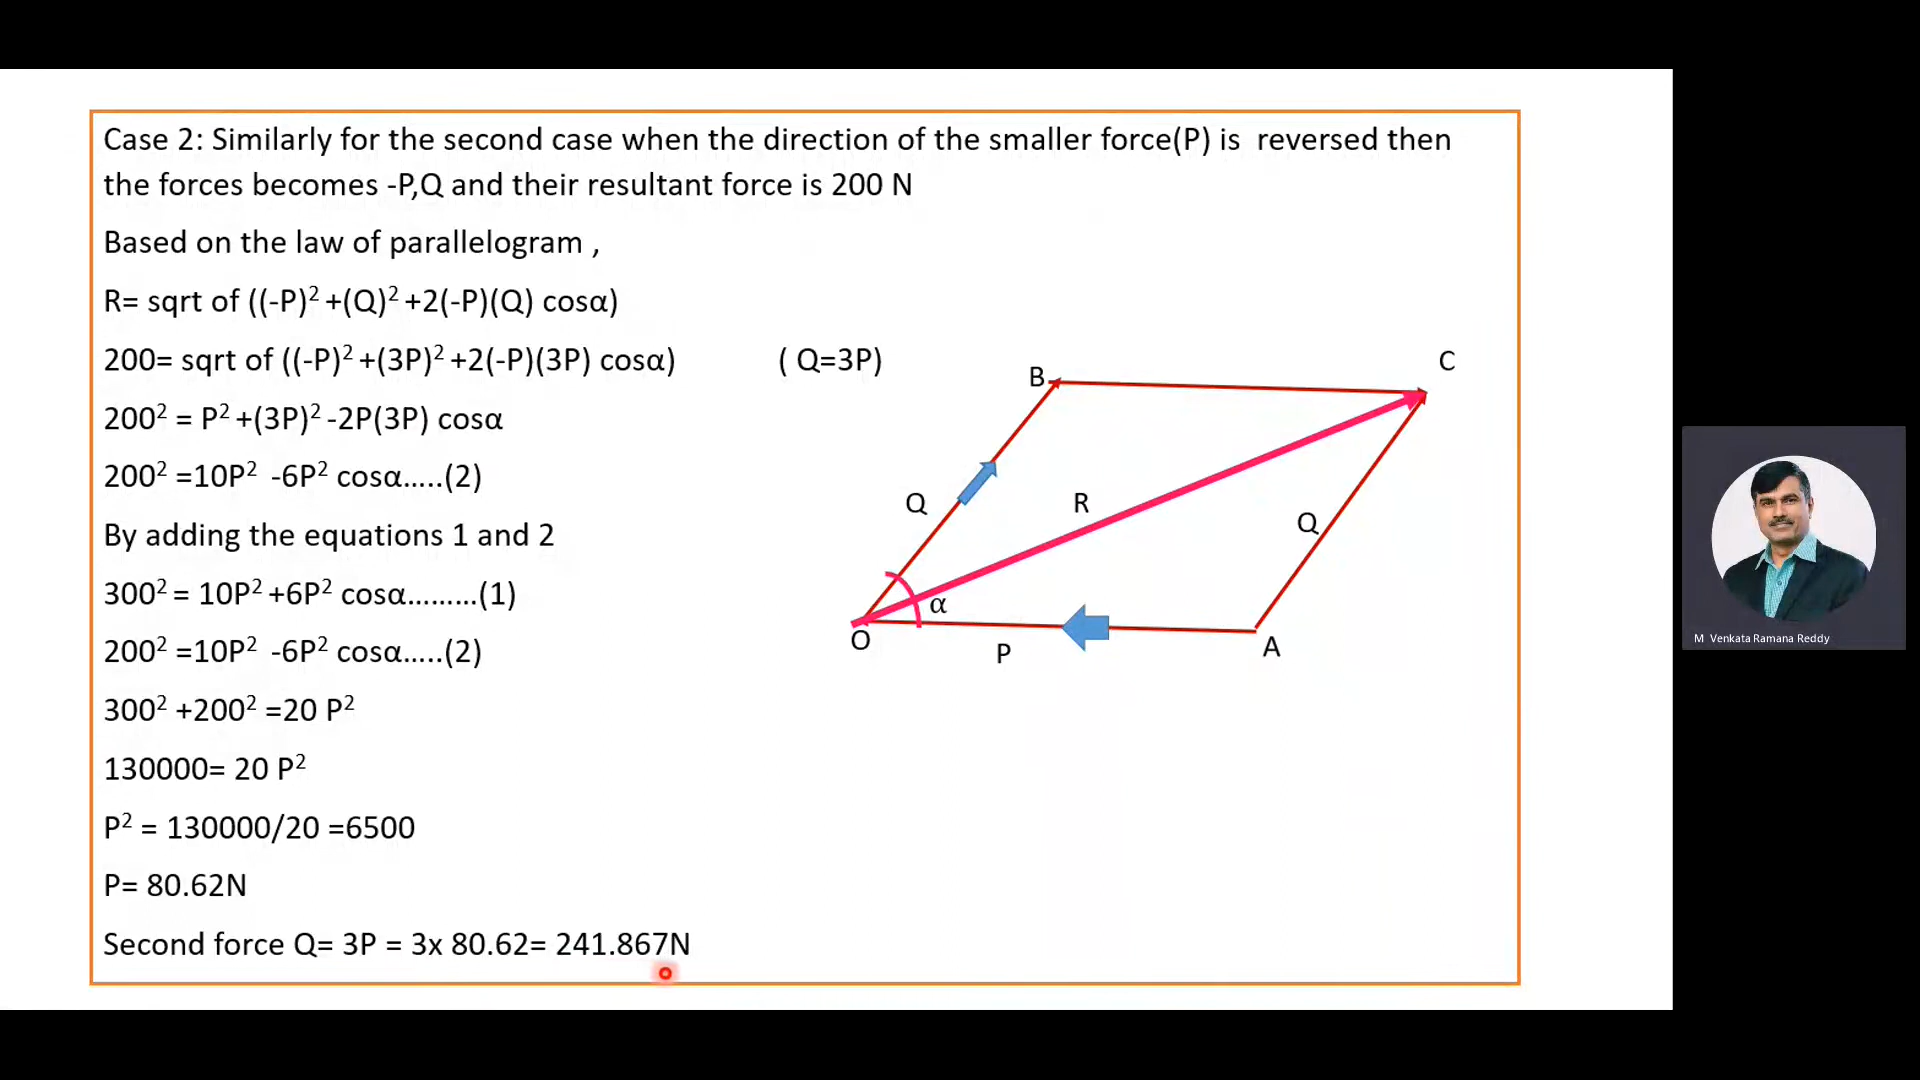 Case 2: Similarly for the second case when the direction of the smaller force(P) is reversed then
the forces becomes -P,Q and their resultant force is 200 N
Based on the law of parallelogram ,
R= sqrt of ((-P)² +(Q)² +2(-P)(Q) cosα)
200= sqrt of ((-P)² +(3P)² +2(-P)(3P) cosα) ( Q=3P)
200² = P² +(3P)² -2P(3P) cosα
200² =10P² -6P² cosα.....(2)
By adding the equations 1 and 2
300² = 10P² +6P² cosα.........(1)
200² =10P² -6P² cosα.....(2)
300² +200² =20 P²
130000= 20 P²
P² = 130000/20 =6500
P= 80.62N
Second force Q= 3P = 3x 80.62= 241.867N
B
C
Q
R
Q
α
O
P
A
M Venkata Ramana Reddy